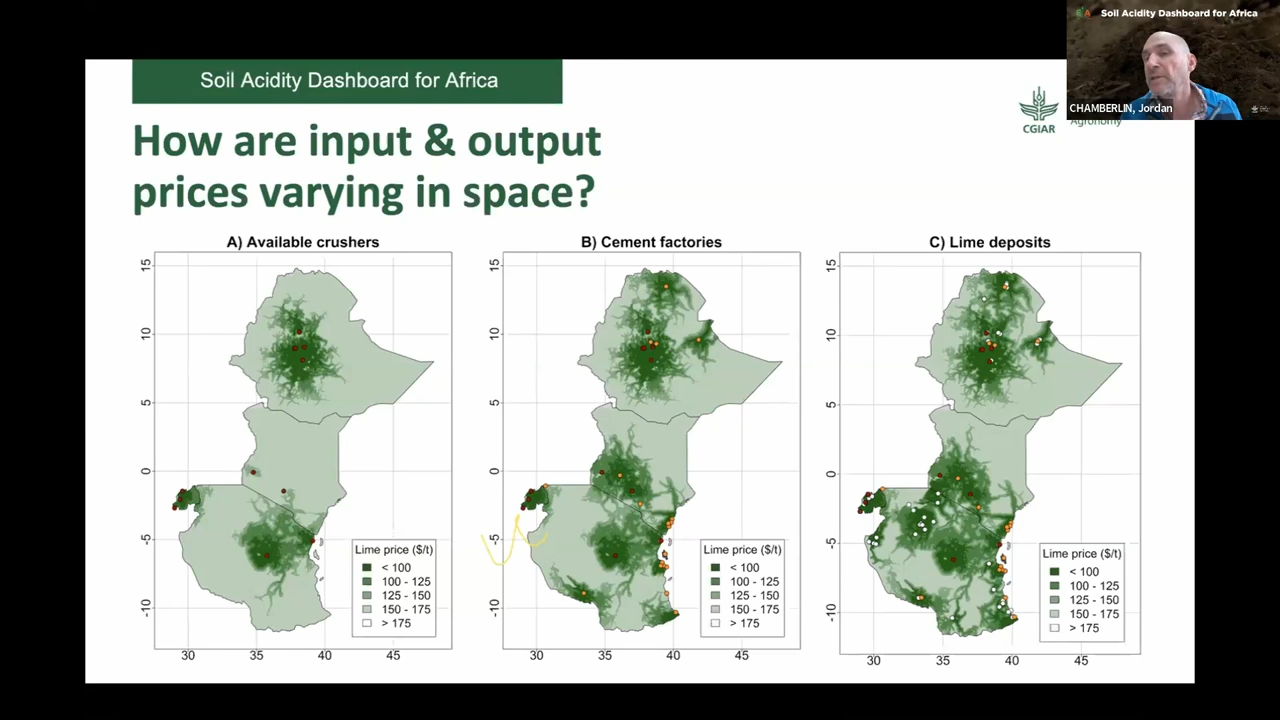 Soil Acidity Dashboard for Africa
CHAMBERLIN, Jordan
Soil Acidity Dashboard for Africa
CGIAR
Agronomy
How are input & output
prices varying in space?
A) Available crushers
15
10
5
0
-5
-10
30
35
40
45
Lime price ($/t)
< 100
100 - 125
125 - 150
150 - 175
> 175
B) Cement factories
15
10
5
0
-5
-10
30
35
40
45
Lime price ($/t)
< 100
100 - 125
125 - 150
150 - 175
> 175
C) Lime deposits
15
10
5
0
-5
-10
30
35
40
45
Lime price ($/t)
< 100
100 - 125
125 - 150
150 - 175
> 175